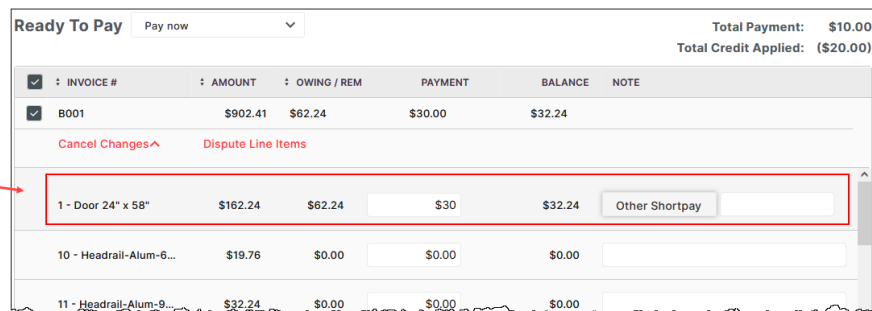 Ready To Pay Pay now Total Payment: $10.00
Total Credit Applied: ($20.00)
INVOICE # AMOUNT OWING / REM PAYMENT BALANCE NOTE
B001 $902.41 $62.24 $30.00 $32.24
Cancel Changes Dispute Line Items
1 - Door 24" x 58" $162.24 $62.24 $30 $32.24 Other Shortpay
10 - Headrail-Alum-6... $19.76 $0.00 $0.00 $0.00
11 - Headrail-Alum-9... $32.24 $0.00 $0.00 $0.00